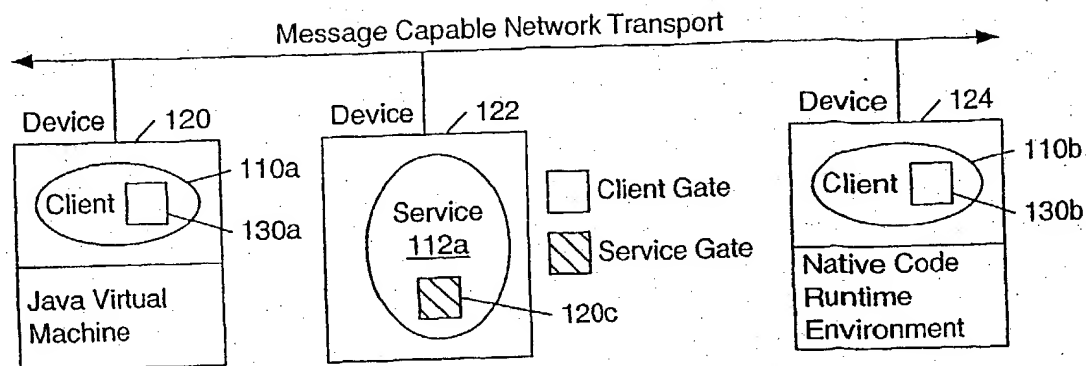 Message Capable Network Transport
Device
120
Device
122
Device
124
Client
110a
130a
Service
112a
120c
Client Gate
Service Gate
Client
110b
130b
Java Virtual
Machine
Native Code
Runtime
Environment